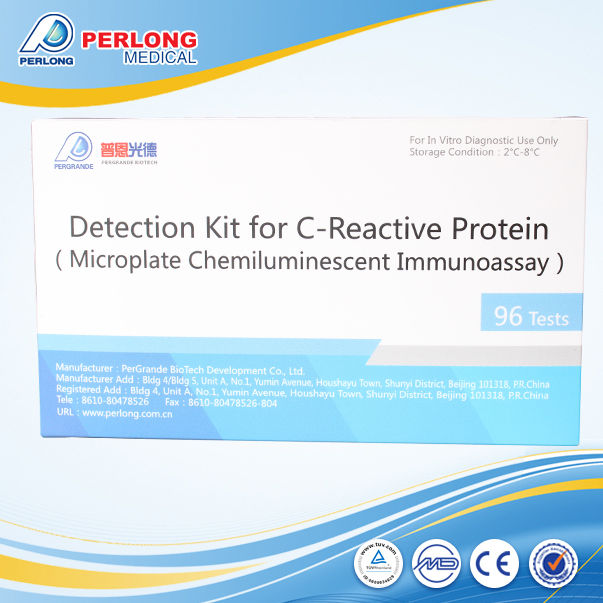 PERLONG
PERLONG
MEDICAL
PERGRANDE
普恩光德
PERGRANDE BIOTECH
For In Vitro Diagnostic Use Only
Storage Condition : 2°C-8°C
Detection Kit for C-Reactive Protein
( Microplate Chemiluminescent Immunoassay )
96 Tests
Manufacturer : PerGrande BioTech Development Co., Ltd.
Manufacturer Add : Bldg 4/Bldg 5, Unit A, No.1, Yumin Avenue, Houshayu Town, Shunyi District, Beijing 101318, P.R.China
Registered Add : Bldg 4, Unit A, No.1, Yumin Avenue, Houshayu Town, Shunyi District, Beijing 101318, P.R.China
Tele : 8610-80478526 Fax : 8610-80478526-804
URL : www.perlong.com.cn
www.tuv.com
TÜVRheinland
MD
CE